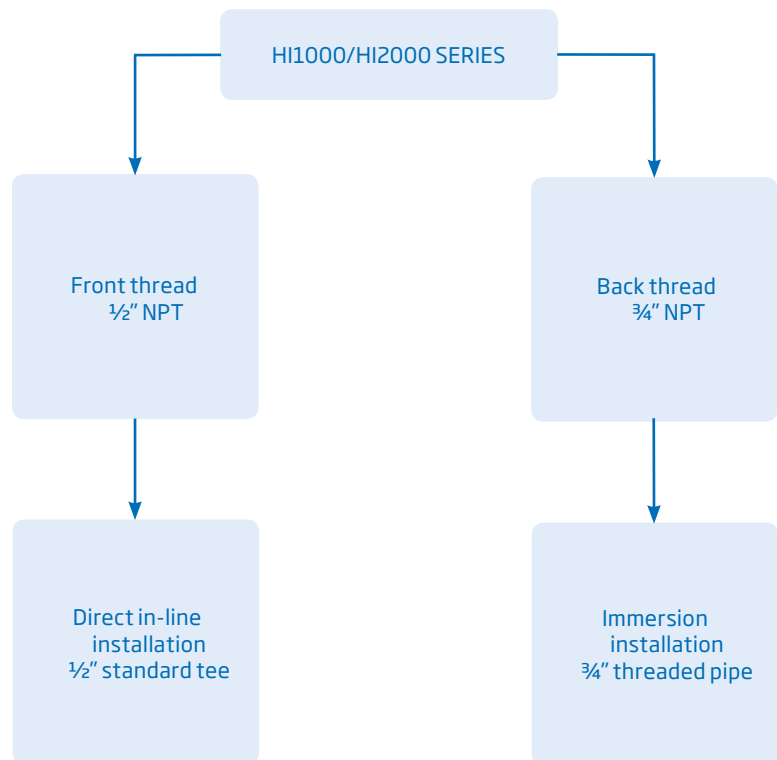 HI1000/HI2000 SERIES
Front thread
½" NPT
Back thread
¾" NPT
Direct in-line
installation
½" standard tee
Immersion
installation
¾" threaded pipe